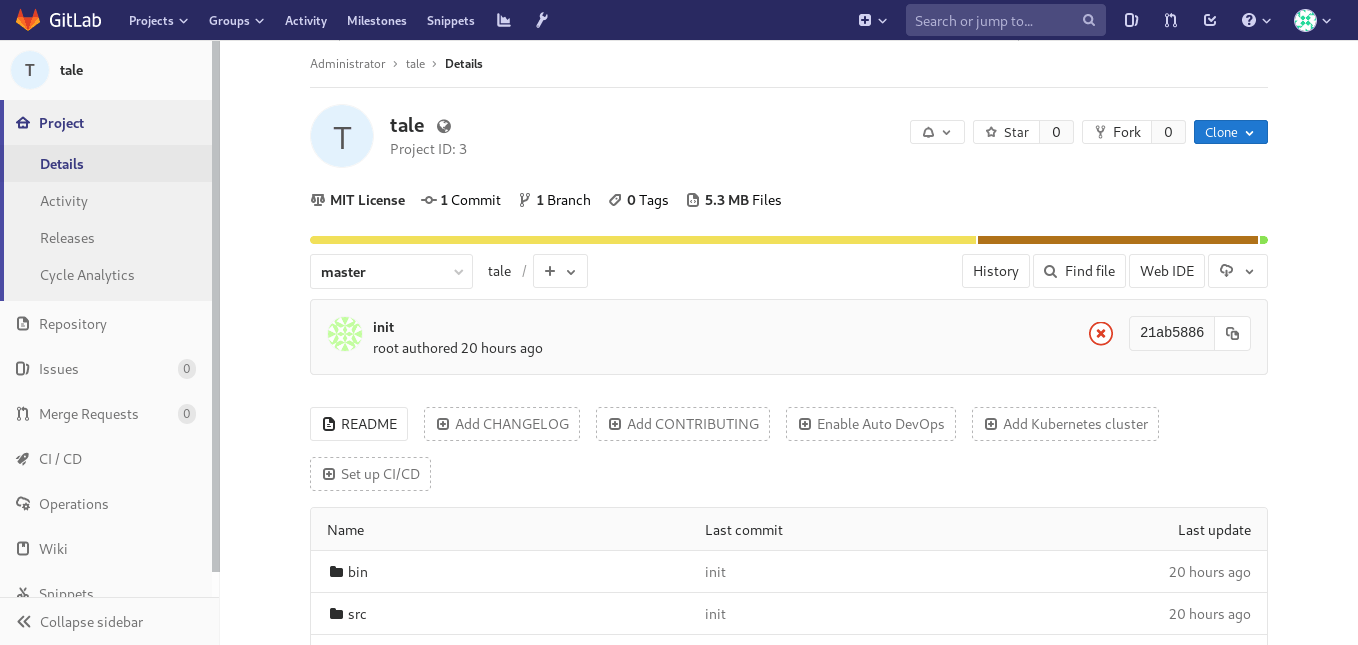 GitLab Projects Groups Activity Milestones Snippets Search or jump to...
T tale
Administrator > tale > Details
Project
Details
Activity
Releases
Cycle Analytics
Repository
Issues 0
Merge Requests 0
CI / CD
Operations
Wiki
Snippets
Collapse sidebar
T tale
Project ID: 3
Star 0 Fork 0 Clone
MIT License 1 Commit 1 Branch 0 Tags 5.3 MB Files
master tale / + History Find file Web IDE
init
root authored 20 hours ago
21ab5886
README Add CHANGELOG Add CONTRIBUTING Enable Auto DevOps Add Kubernetes cluster
Set up CI/CD
Name Last commit Last update
bin init 20 hours ago
src init 20 hours ago